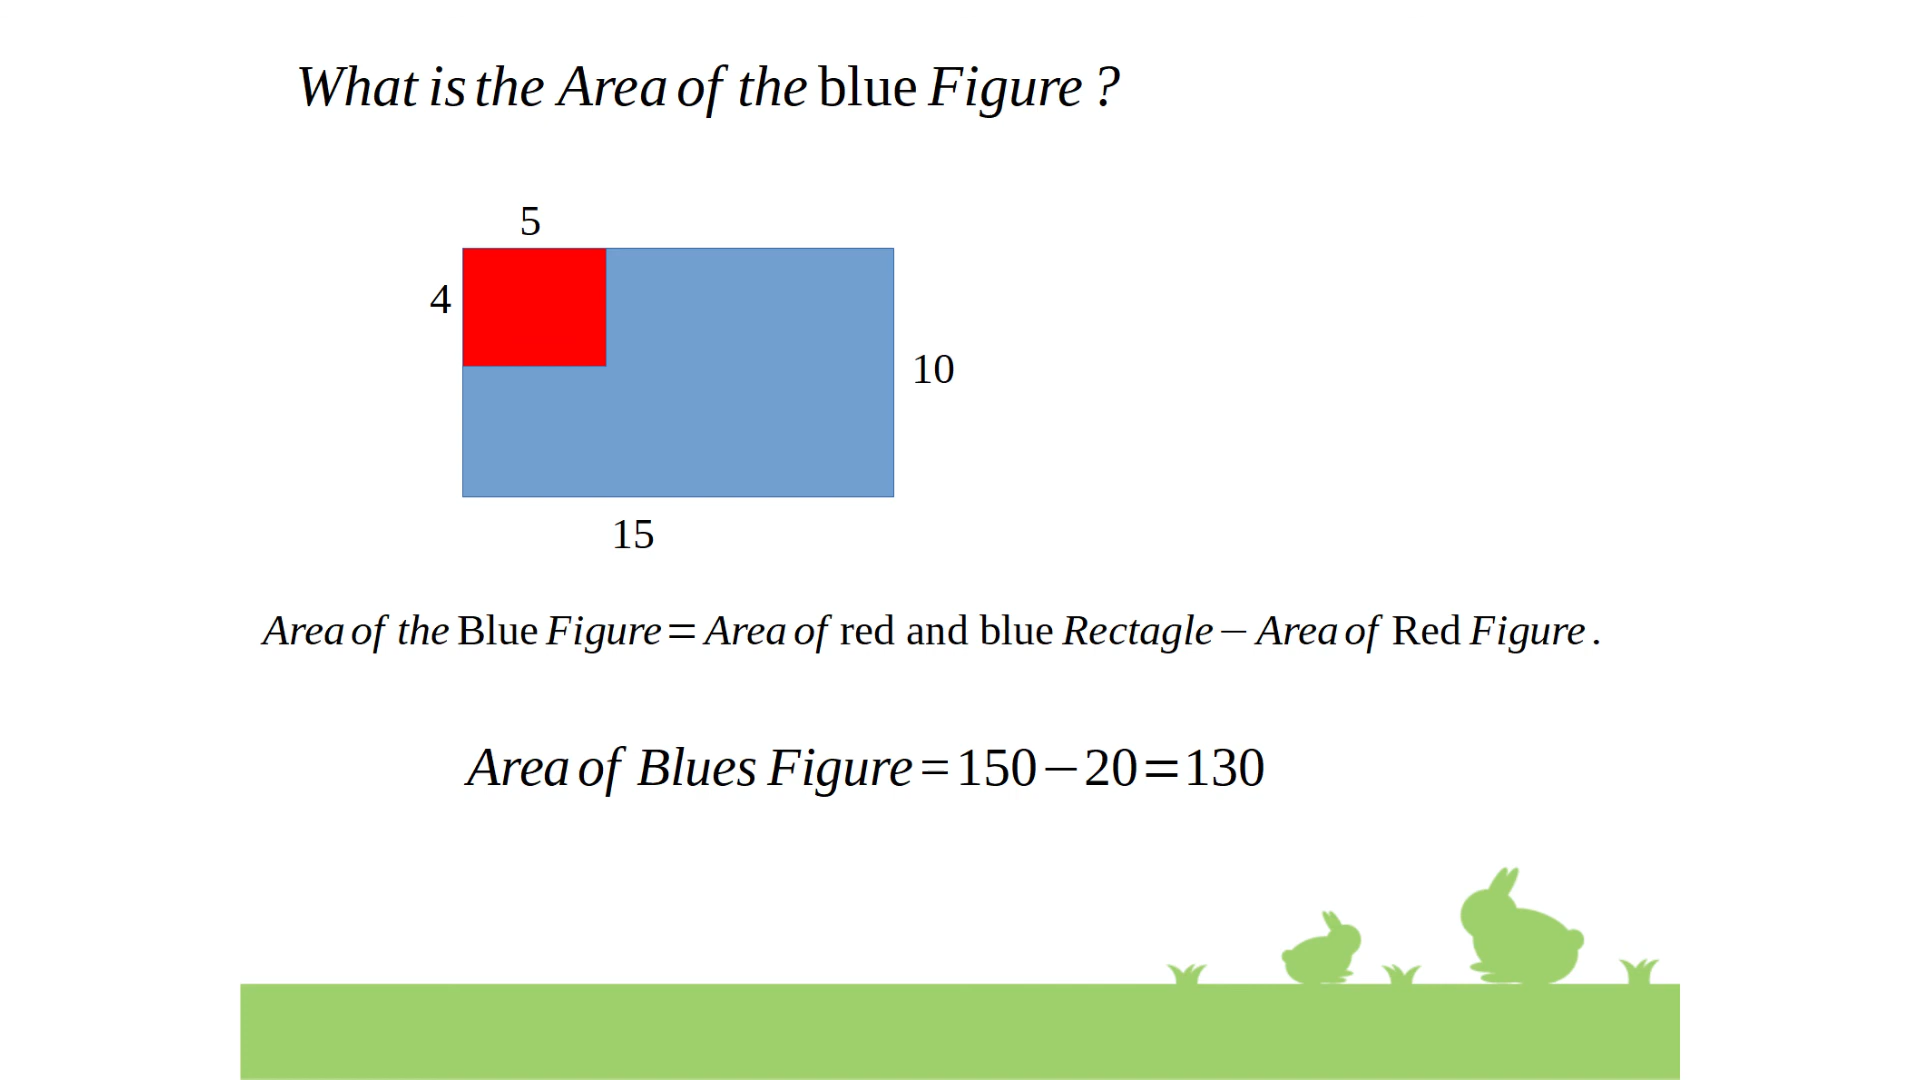 What is the Area of the blue Figure ?
5
4
10
15
Area of the Blue Figure = Area of red and blue Rectagle − Area of Red Figure .
Area of Blues Figure = 150 − 20 = 130